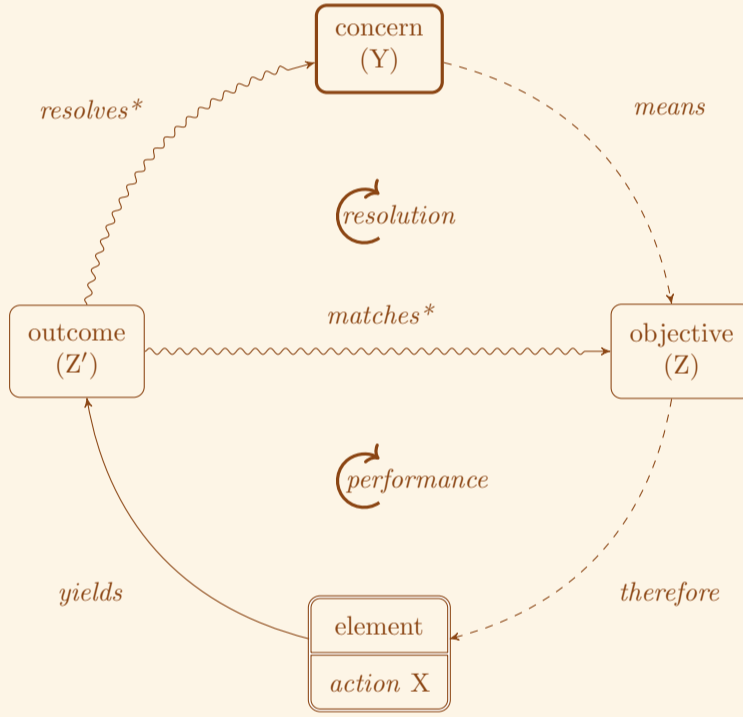 concern
(Y)
resolves*
means
resolution
matches*
outcome
(Z′)
objective
(Z)
performance
yields
therefore
element
action X